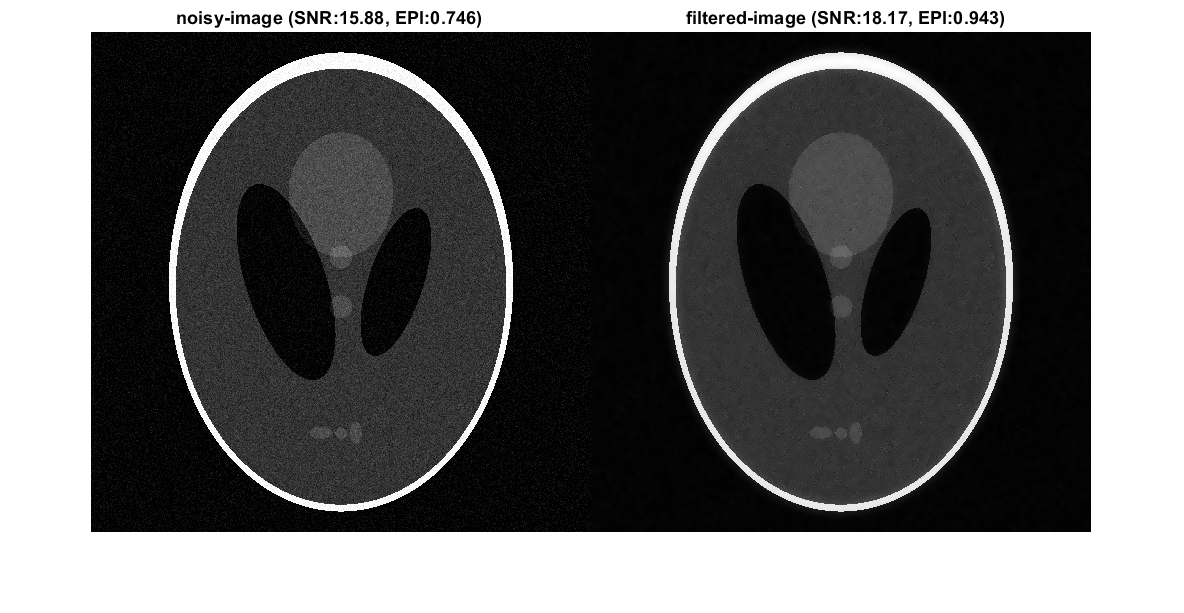 noisy-image (SNR:15.88, EPI:0.746)
filtered-image (SNR:18.17, EPI:0.943)